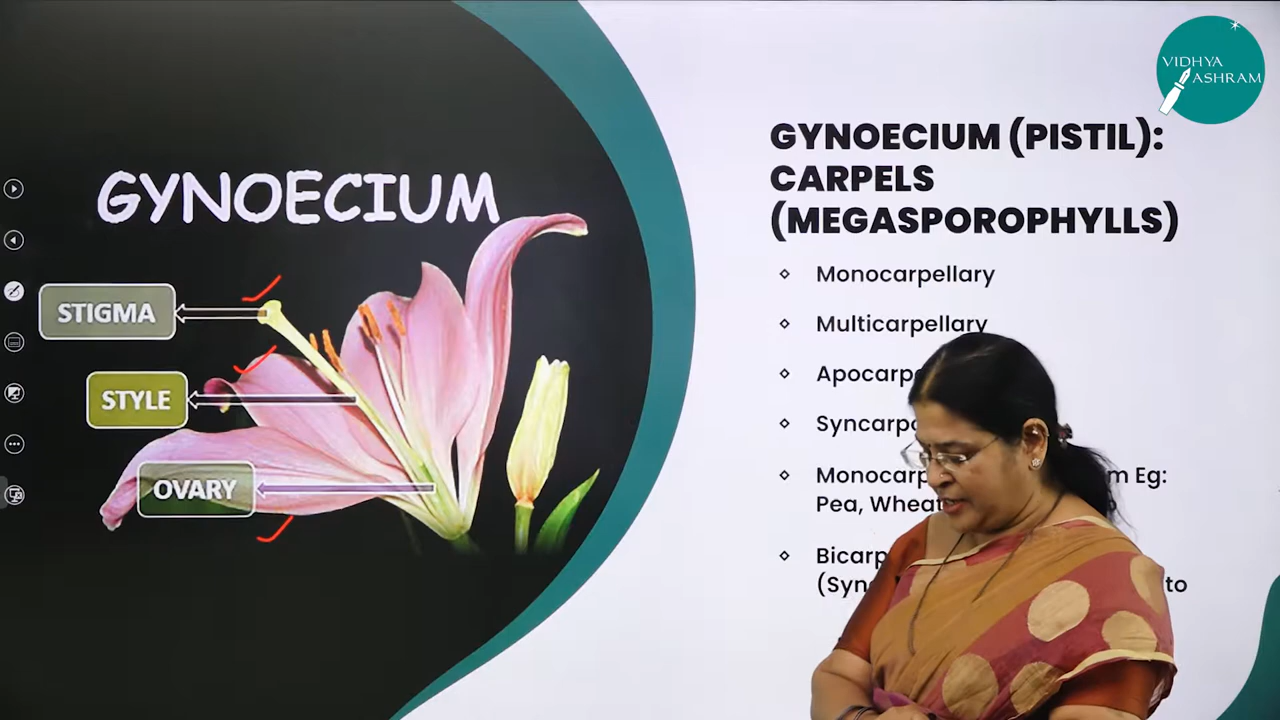 VIDHYA
ASHRAM
GYNOECIUM
STIGMA
STYLE
OVARY
GYNOECIUM (PISTIL):
CARPELS
(MEGASPOROPHYLLS)
Monocarpellary
Multicarpellary
Eg:
Pea, Wheat
to